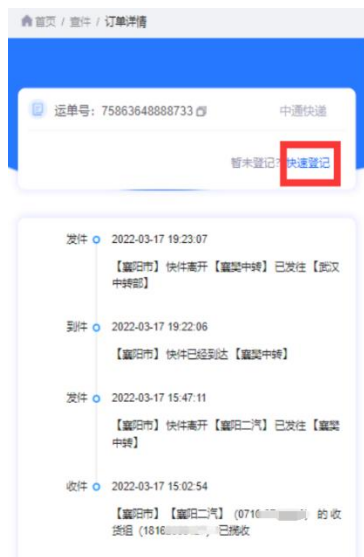 首页 / 查件 / 订单详情
运单号：75863648888733
中通快递
暂未登记？快速登记
发件 2022-03-17 19:23:07
【襄阳市】快件离开【襄樊中转】已发往【武汉
中转部】
到件 2022-03-17 19:22:06
【襄阳市】快件已经到达【襄樊中转】
发件 2022-03-17 15:47:11
【襄阳市】快件离开【襄阳二汽】已发往【襄樊
中转】
收件 2022-03-17 15:02:54
【襄阳市】【襄阳二汽】（0710 ）的 收
货组（1816 ）已揽收